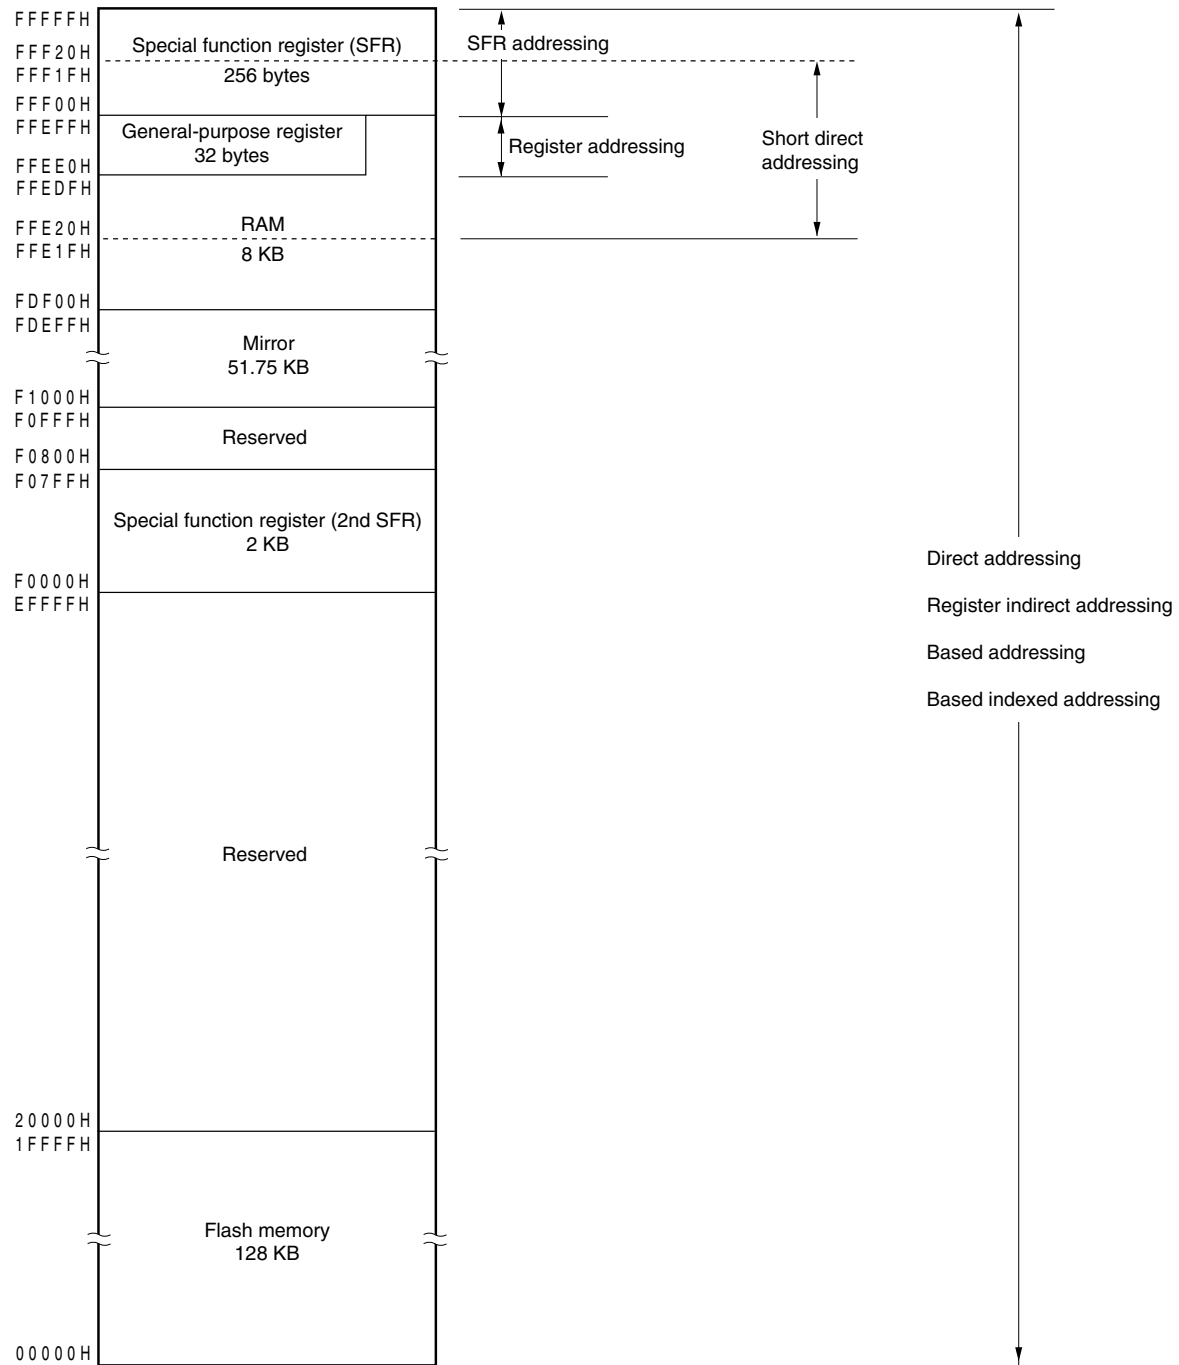 FFFFFH
Special function register (SFR)
256 bytes
SFR addressing
FFF20H
FFF1FH
FFF00H
FFEFFH
General-purpose register
32 bytes
Register addressing
Short direct
addressing
FFEE0H
FFEDFH
RAM
8 KB
FFE20H
FFE1FH
FDF00H
FDEFFH
Mirror
51.75 KB
F1000H
F0FFFH
Reserved
F0800H
F07FFH
Special function register (2nd SFR)
2 KB
F0000H
EFFFFH
Direct addressing
Register indirect addressing
Based addressing
Based indexed addressing
Reserved
20000H
1FFFFH
Flash memory
128 KB
00000H